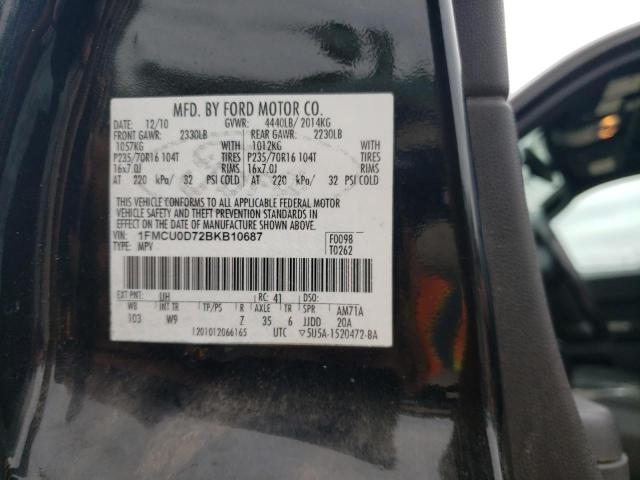 MFD. BY FORD MOTOR CO.
DATE: 12/10 GVWR: 4440LB/ 2014KG
FRONT GAWR: 2330LB REAR GAWR: 2230LB
1057KG WITH 1012KG WITH
P235/70R16 104T TIRES P235/70R16 104T TIRES
16x7.0J RIMS 16x7.0J RIMS
AT 220 kPa/ 32 PSI COLD AT 220 kPa/ 32 PSI COLD
THIS VEHICLE CONFORMS TO ALL APPLICABLE FEDERAL MOTOR
VEHICLE SAFETY AND THEFT PREVENTION STANDARDS IN
EFFECT ON THE DATE OF MANUFACTURE SHOWN ABOVE.
VIN: 1FMCU0D72BKB10687 F0098
TYPE: MPV T0262
EXT PNT: UH RC: 41 DSO:
WB INT TR TP/PS R AXLE TR SPR AM71A
103 W9 Z 35 6 JJDD 20A
1201012066165 UTC ▽5U5A-1520472-BA